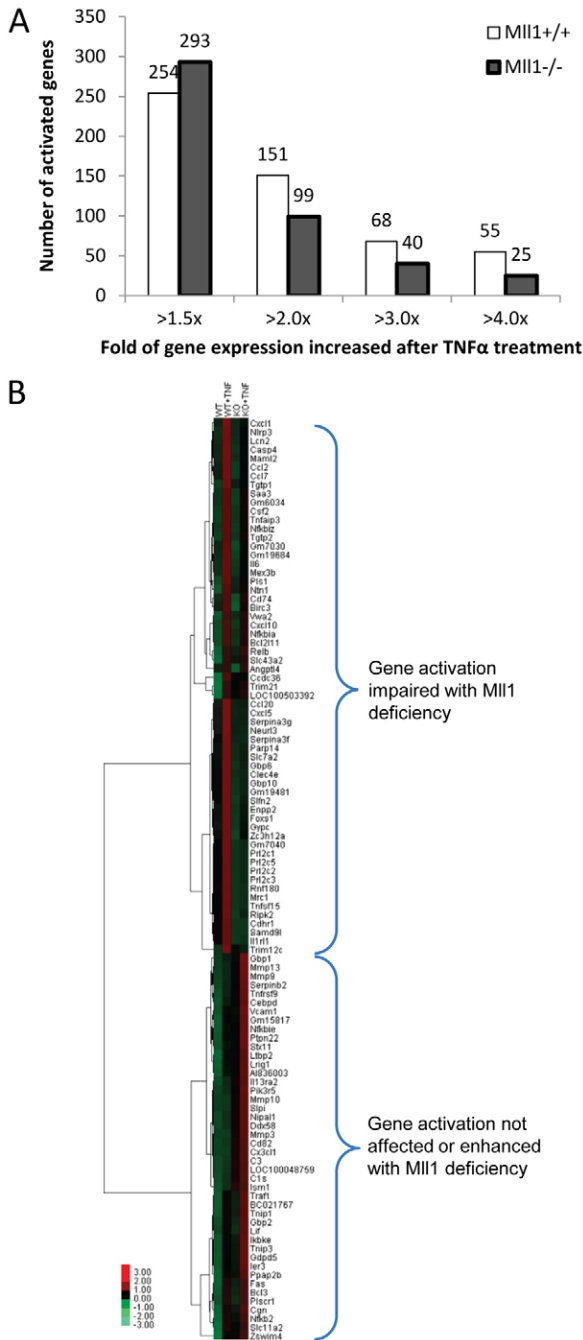 A
Number of activated genes
350
300
250
200
150
100
50
0
254
293
151
99
68
40
55
25
Mll1+/+
Mll1-/-
>1.5x
>2.0x
>3.0x
>4.0x
Fold of gene expression increased after TNFα treatment
B
WT
WT+TNF
KO
KO+TNF
Cxcl1
Nlrp3
Lcn2
Casp4
Maml2
Ccl2
Ccl7
Tgtp1
Saa3
Gm6034
Csf2
Tnfaip3
Nfkbiz
Tgtp2
Gm7030
Gm19684
Il6
Mex3b
Pls1
Ntn1
Cd74
Birc3
Vwa2
Cxcl10
Nfkbia
Bcl2l11
Relb
Slc43a2
Angptl4
Ccdc36
Trim21
LOC100503392
Ccl20
Cxcl5
Serpina3g
Neurl3
Serpina3f
Parp14
Slc7a2
Gbp6
Clec4e
Gbp10
Gm19481
Slfn2
Enpp2
Foxs1
Gypc
Zc3h12a
Gm7040
Prl2c1
Prl2c5
Prl2c2
Prl2c3
Rnf180
Mrc1
Tnfsf15
Ripk2
Cdhr1
Samd9l
Il1rl1
Trim12c
Gbp1
Mmp13
Mmp9
Serpinb2
Tnfrsf9
Cebpd
Vcam1
Gm15817
Nfkbie
Ptpn22
Stx11
Ltbp2
Lrig1
AI836003
Il13ra2
Pik3r5
Mmp10
Slpi
Nipal1
Ddx58
Mmp3
Cd82
Cx3cl1
C3
LOC100048759
C1s
Ism1
Traf1
BC021767
Tnip1
Gbp2
Lif
Ikbke
Tnip3
Gdpd5
Ier3
Ppap2b
Fas
Bcl3
Plscr1
Cgn
Nfkb2
Slc11a2
Zswim4
Gene activation
impaired with Mll1
deficiency
Gene activation not
affected or enhanced
with Mll1 deficiency
3.00
2.00
1.00
0.00
-1.00
-2.00
-3.00